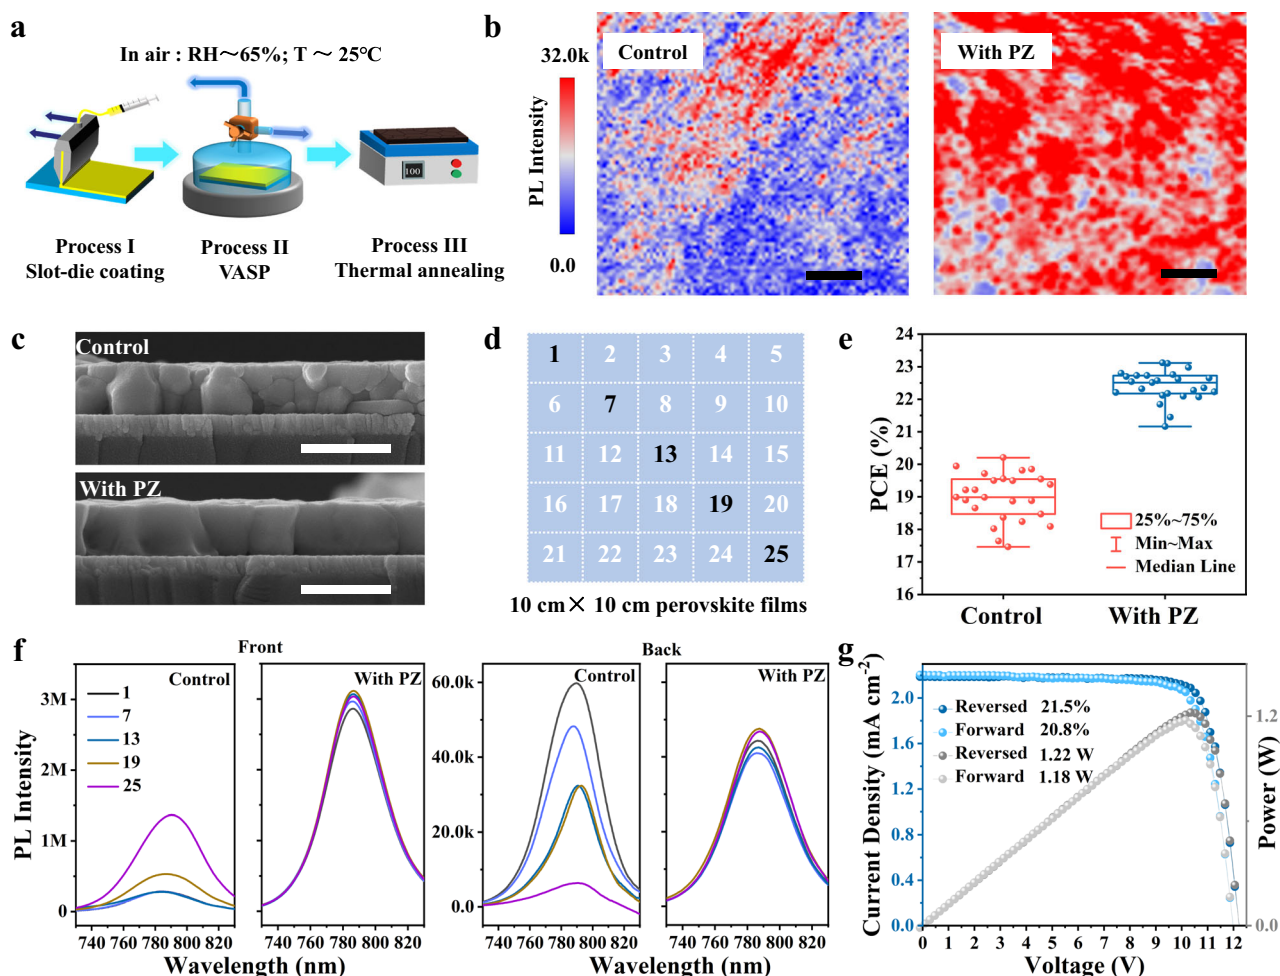 a
In air : RH～65%; T ～ 25℃
100
Process I
Slot-die coating
Process II
VASP
Process III
Thermal annealing
b
32.0k
PL Intensity
0.0
Control
With PZ
c
Control
With PZ
d
1 2 3 4 5
6 7 8 9 10
11 12 13 14 15
16 17 18 19 20
21 22 23 24 25
10 cm× 10 cm perovskite films
e
PCE (%)
24
23
22
21
20
19
18
17
16
25%~75%
Min~Max
Median Line
Control
With PZ
f
Front
PL Intensity
3M
2M
1M
0
Control
1
7
13
19
25
With PZ
740 760 780 800 820
740 760 780 800 820
Wavelength (nm)
Back
60.0k
40.0k
20.0k
0.0
Control
With PZ
740 760 780 800 820
740 760 780 800 820
Wavelength (nm)
g
Current Density (mA cm-2)
2.4
1.8
1.2
0.6
0.0
Reversed 21.5%
Forward 20.8%
Reversed 1.22 W
Forward 1.18 W
1.2
0.0
Power (W)
0 1 2 3 4 5 6 7 8 9 10 11 12
Voltage (V)